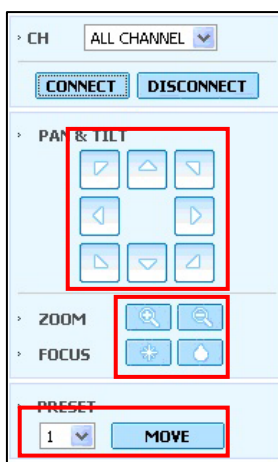 CH ALL CHANNEL
CONNECT DISCONNECT
PAN & TILT
ZOOM
FOCUS
PRESET
1 MOVE